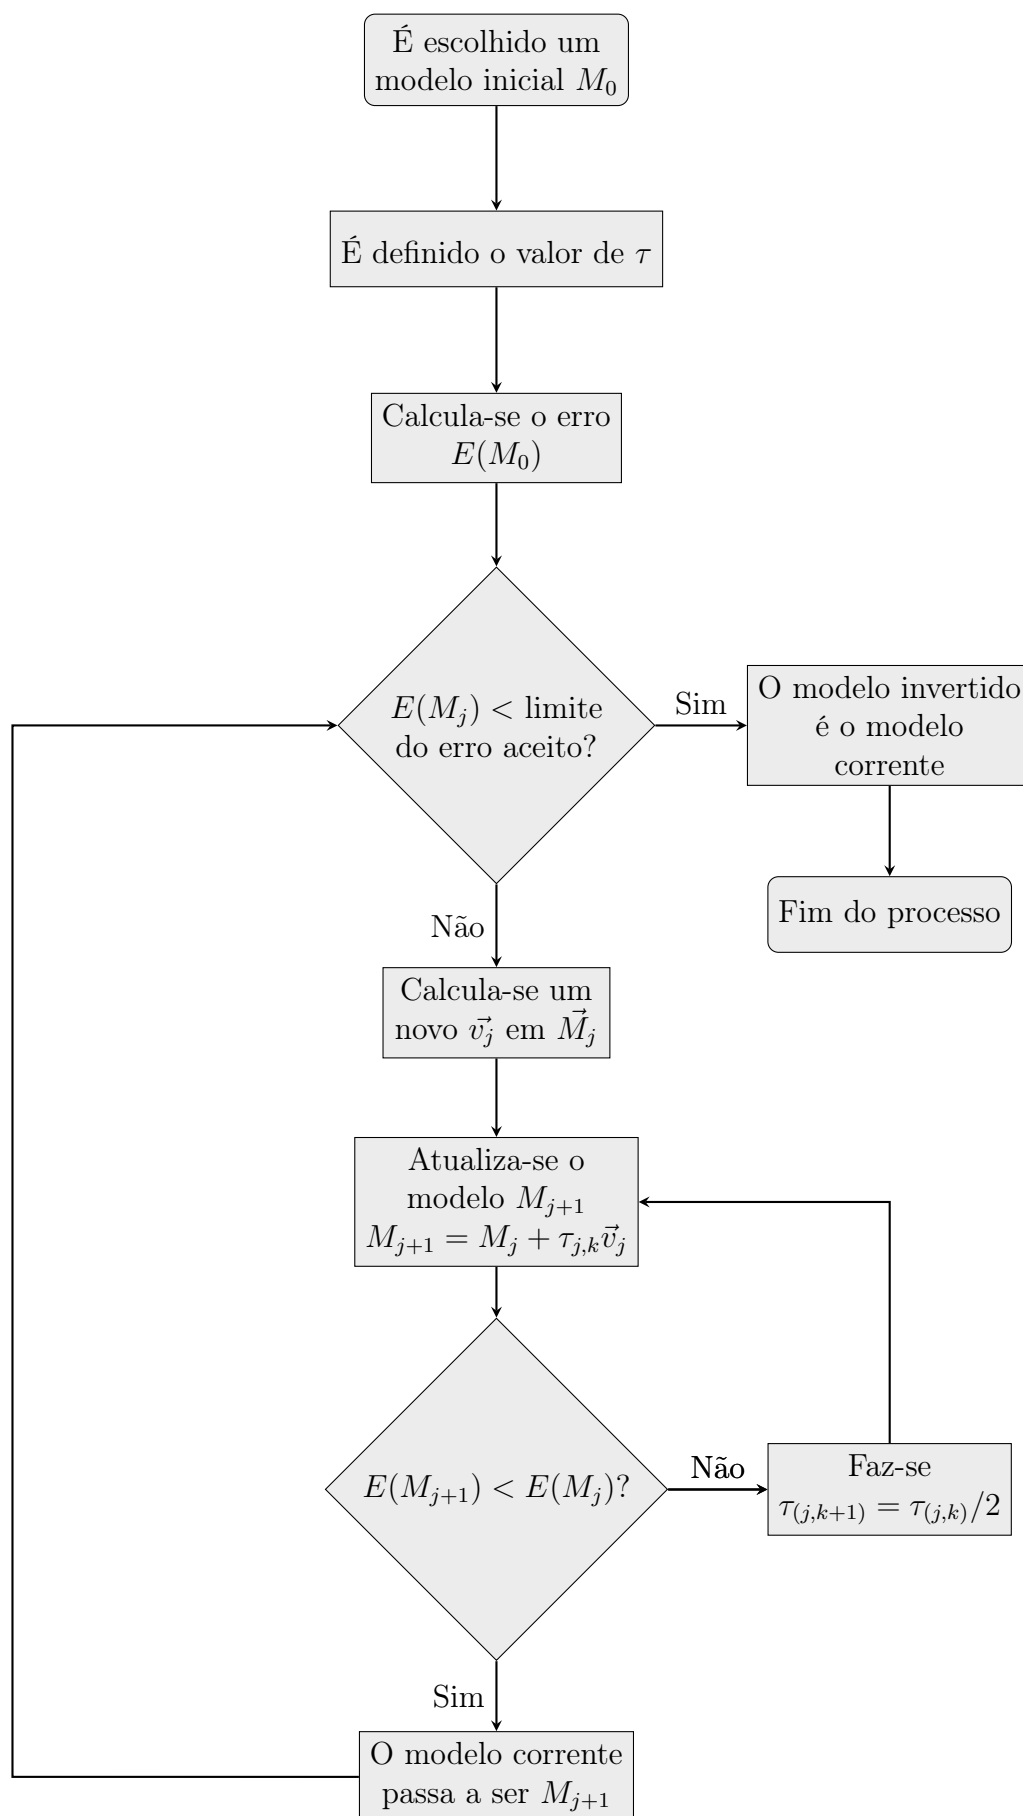 É escolhido um
modelo inicial $M_0$
É definido o valor de $\tau$
Calcula-se o erro
$E(M_0)$
$E(M_j) <$ limite
do erro aceito?
Sim
O modelo invertido
é o modelo
corrente
Fim do processo
Não
Calcula-se um
novo $\vec{v_j}$ em $\vec{M_j}$
Atualiza-se o
modelo $M_{j+1}$
$M_{j+1} = M_j + \tau_{j,k}\vec{v}_j$
$E(M_{j+1}) < E(M_j)$?
Não
Faz-se
$\tau_{(j,k+1)} = \tau_{(j,k)}/2$
Sim
O modelo corrente
passa a ser $M_{j+1}$